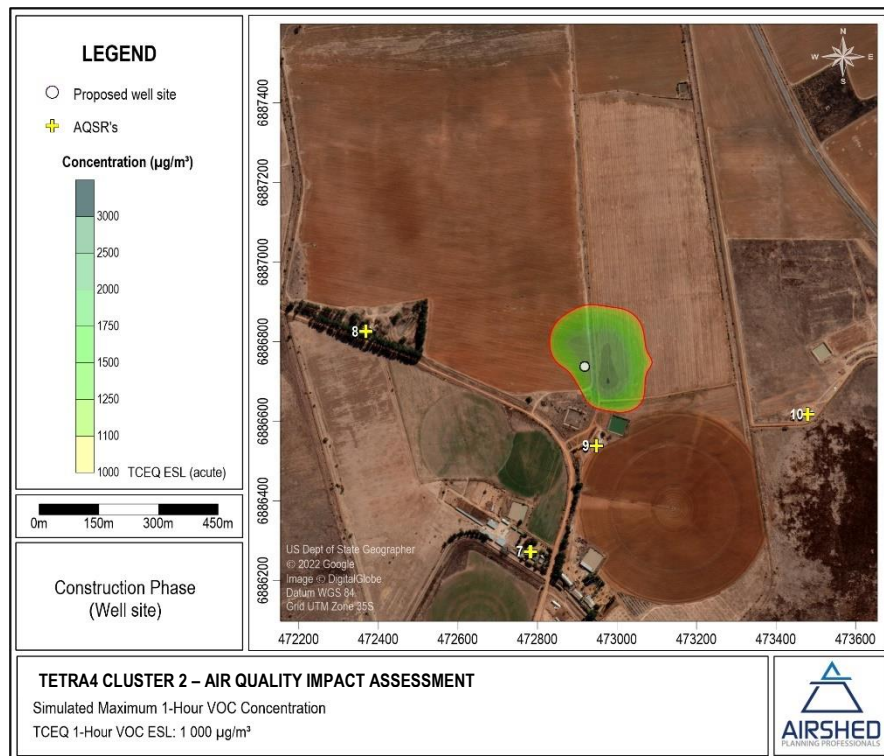 LEGEND
Proposed well site
AQSR's
Concentration (µg/m³)
3000
2500
2000
1750
1500
1250
1100
1000 TCEQ ESL (acute)
0m 150m 300m 450m
Construction Phase
(Well site)
N
W E
S
6887400
6887200
6887000
6886800
6886600
6886400
6886200
8
10
9
7
US Dept of State Geographer
© 2022 Google
Image © DigitalGlobe
Datum WGS 84
Grid UTM Zone 35S
472200 472400 472600 472800 473000 473200 473400 473600
TETRA4 CLUSTER 2 – AIR QUALITY IMPACT ASSESSMENT
Simulated Maximum 1-Hour VOC Concentration
TCEQ 1-Hour VOC ESL: 1 000 µg/m³
AIRSHED
PLANNING PROFESSIONALS